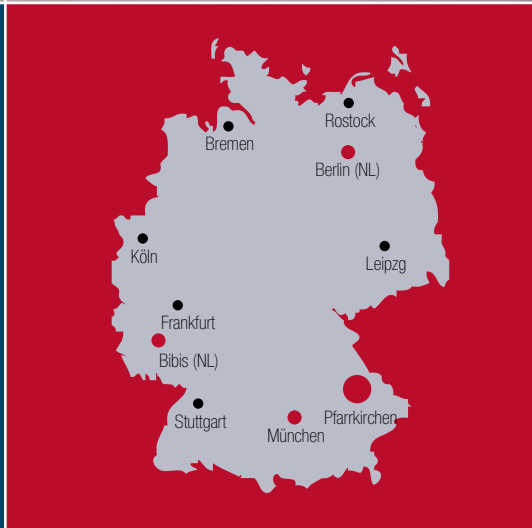 Rostock
Bremen
Berlin (NL)
Köln
Leipzg
Frankfurt
Bibis (NL)
Pfarrkirchen
Stuttgart
München